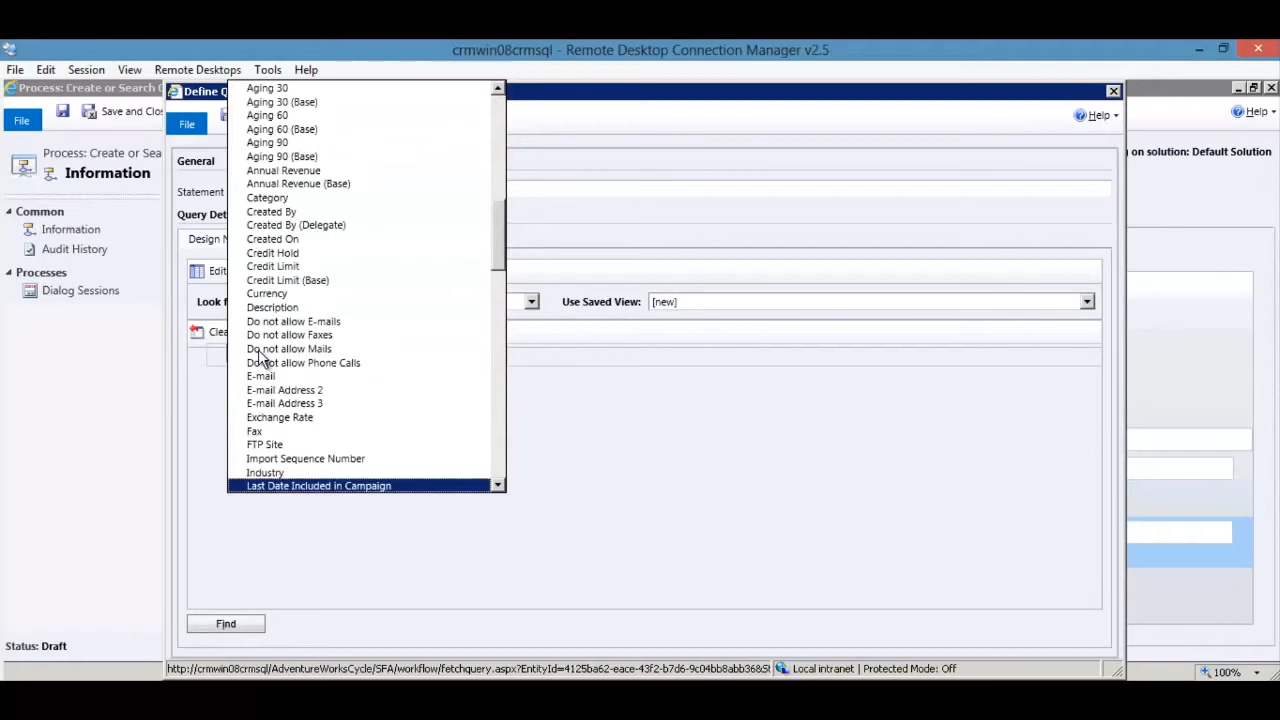 crmwin08crmsql - Remote Desktop Connection Manager v2.5
File Edit Session View Remote Desktops Tools Help
Process: Create or Search
Define Q
File
Save and Clo
File
Help
Help
Process: Create or Sea
Information
on solution: Default Solution
Common
Information
Audit History
Processes
Dialog Sessions
General
Statement
Query Det
Design N
Edit
Look f
Use Saved View:
[new]
Clea
Aging 30
Aging 30 (Base)
Aging 60
Aging 60 (Base)
Aging 90
Aging 90 (Base)
Annual Revenue
Annual Revenue (Base)
Category
Created By
Created By (Delegate)
Created On
Credit Hold
Credit Limit
Credit Limit (Base)
Currency
Description
Do not allow E-mails
Do not allow Faxes
Do not allow Mails
Do not allow Phone Calls
E-mail
E-mail Address 2
E-mail Address 3
Exchange Rate
Fax
FTP Site
Import Sequence Number
Industry
Last Date Included in Campaign
Find
Status: Draft
http://crmwin08crmsql/AdventureWorksCycle/SFA/workflow/fetchquery.aspx?EntityId=4125ba62-eace-43f2-b7d6-9c04bb8abb36&S
Local intranet | Protected Mode: Off
100%